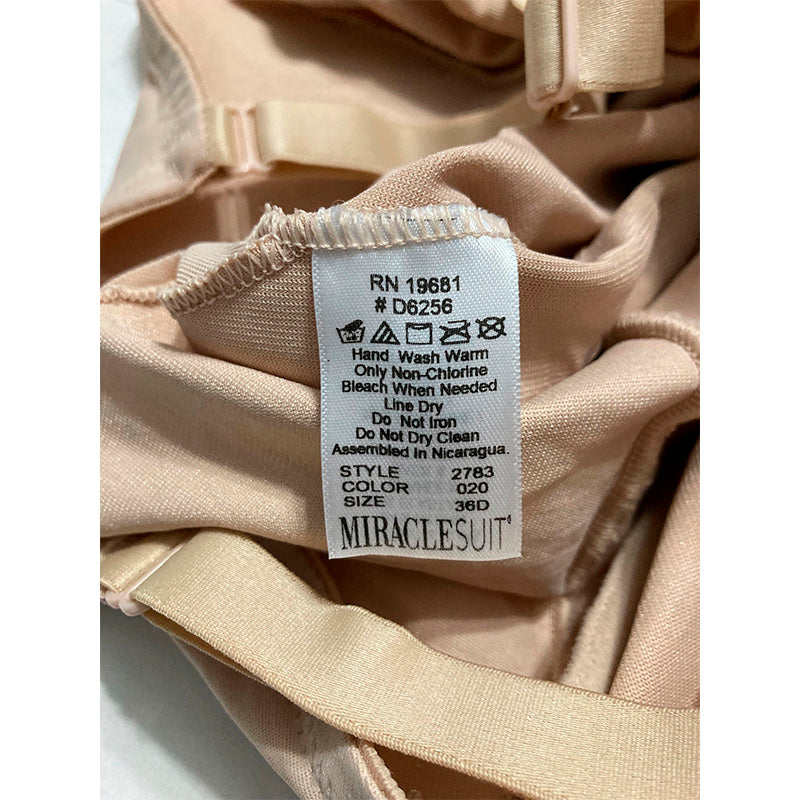 RN 19681
# D6256
Hand Wash Warm
Only Non-Chlorine
Bleach When Needed
Line Dry
Do Not Iron
Do Not Dry Clean
Assembled In Nicaragua.
STYLE 2783
COLOR 020
SIZE 36D
MIRACLESUIT